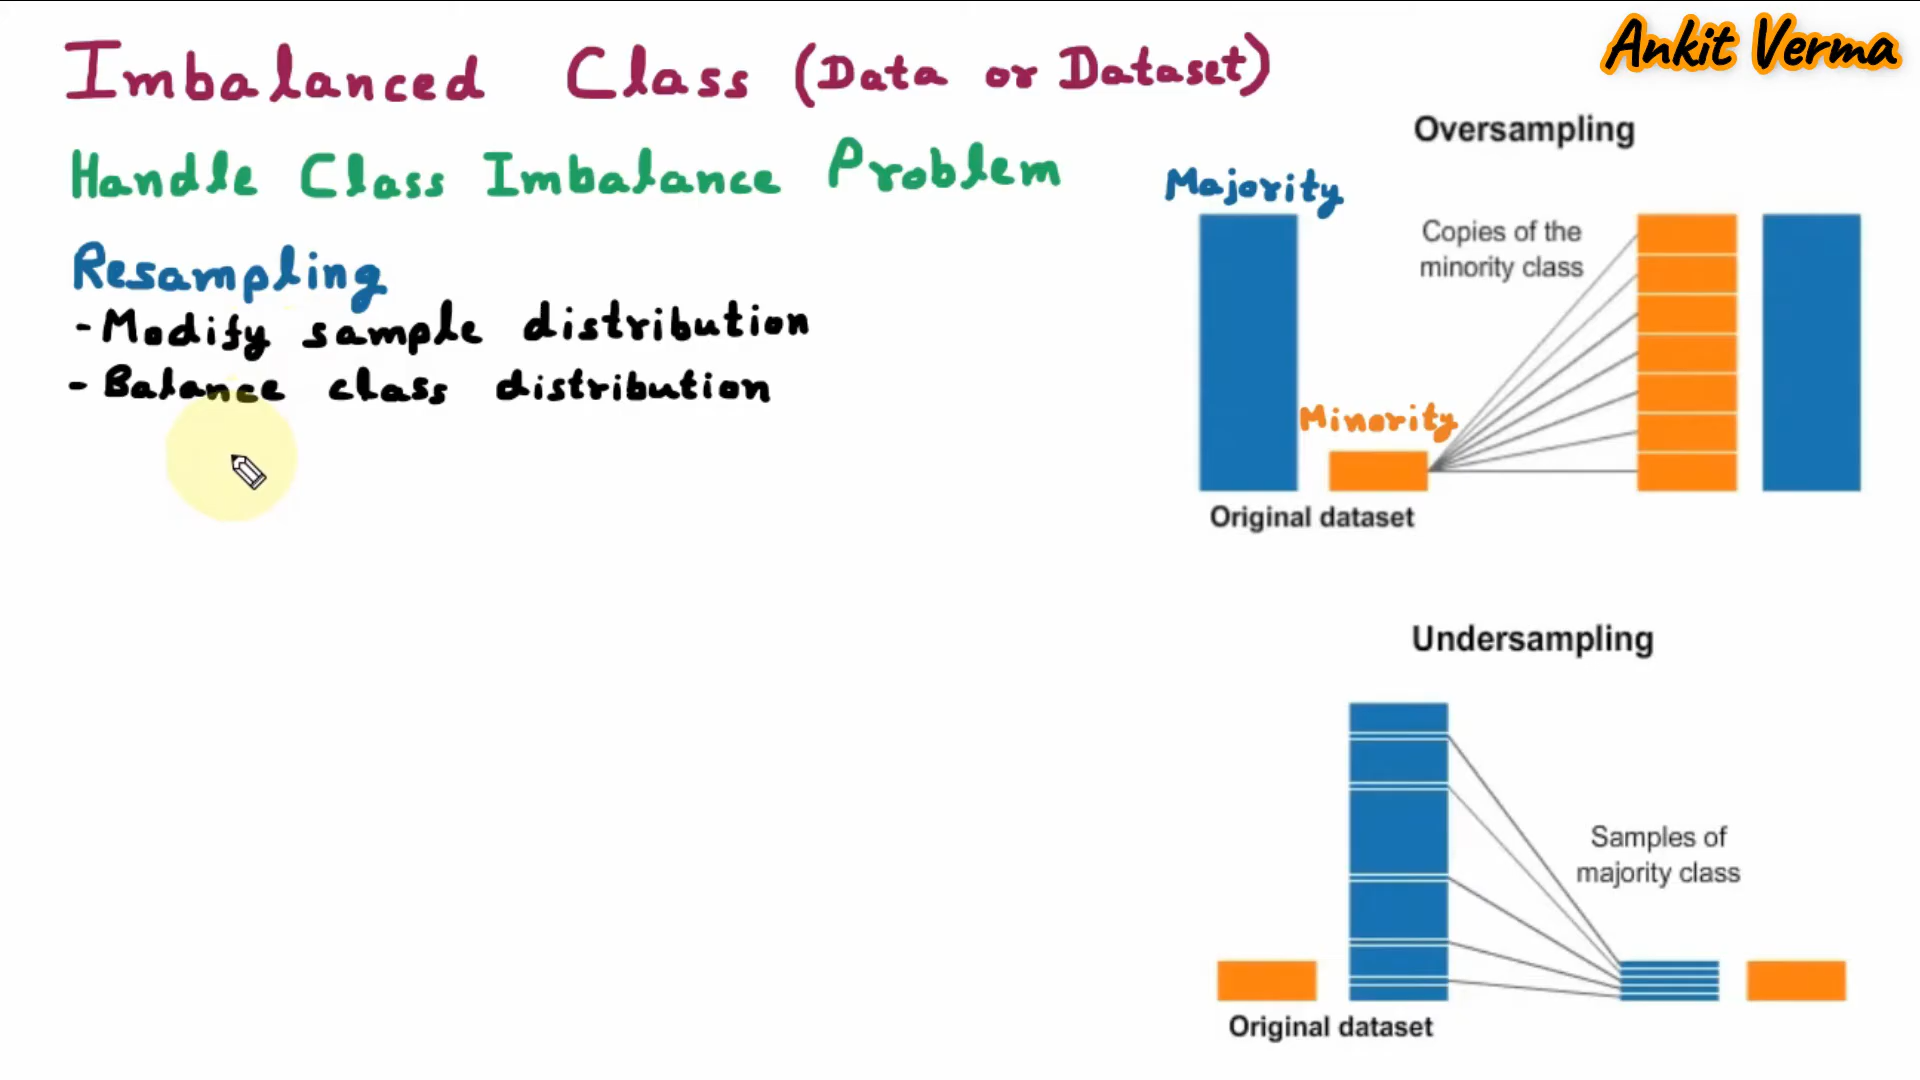 Imbalanced Class (Data or Dataset)
Ankit Verma
Handle Class Imbalance Problem
Resampling
- Modify sample distribution
- Balance class distribution
Oversampling
Majority
Copies of the
minority class
Minority
Original dataset
Undersampling
Samples of
majority class
Original dataset